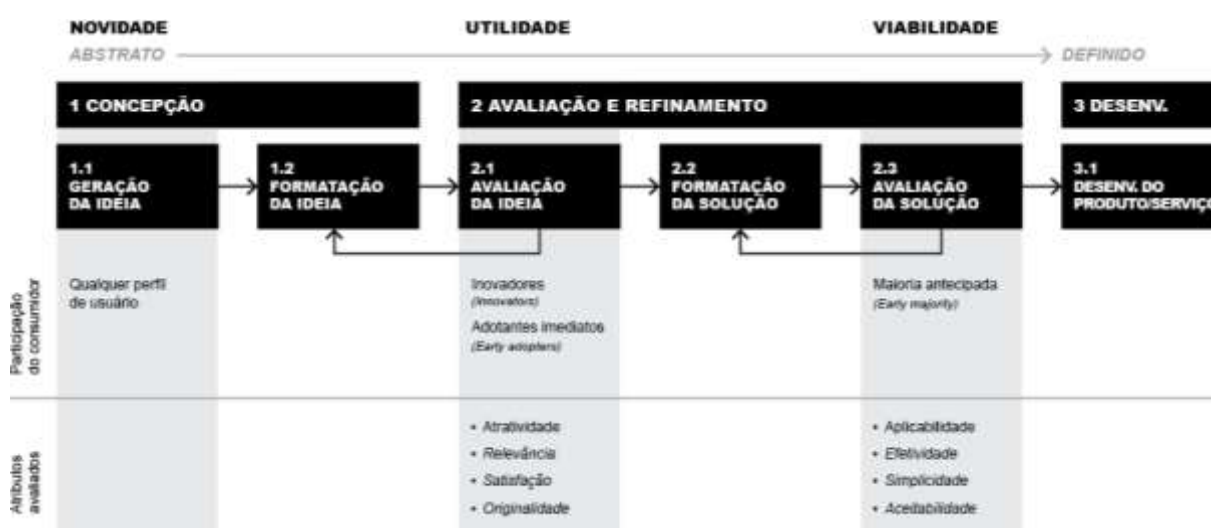 NOVIDADE
UTILIDADE
VIABILIDADE
ABSTRATO
DEFINIDO
1 CONCEPÇÃO
2 AVALIAÇÃO E REFINAMENTO
3 DESENV.
1.1
GERAÇÃO
DA IDEIA
1.2
FORMATAÇÃO
DA IDEIA
2.1
AVALIAÇÃO
DA IDEIA
2.2
FORMATAÇÃO
DA SOLUÇÃO
2.3
AVALIAÇÃO
DA SOLUÇÃO
3.1
DESENV. DO
PRODUTO/SERVIÇO
Participação
do consumidor
Qualquer perfil
de usuário
Inovadores
(Innovators)
Adotantes imediatos
(Early adopters)
Maioria antecipada
(Early majority)
Atributos
avaliados
• Atratividade
• Relevância
• Satisfação
• Originalidade
• Aplicabilidade
• Efetividade
• Simplicidade
• Aceitabilidade